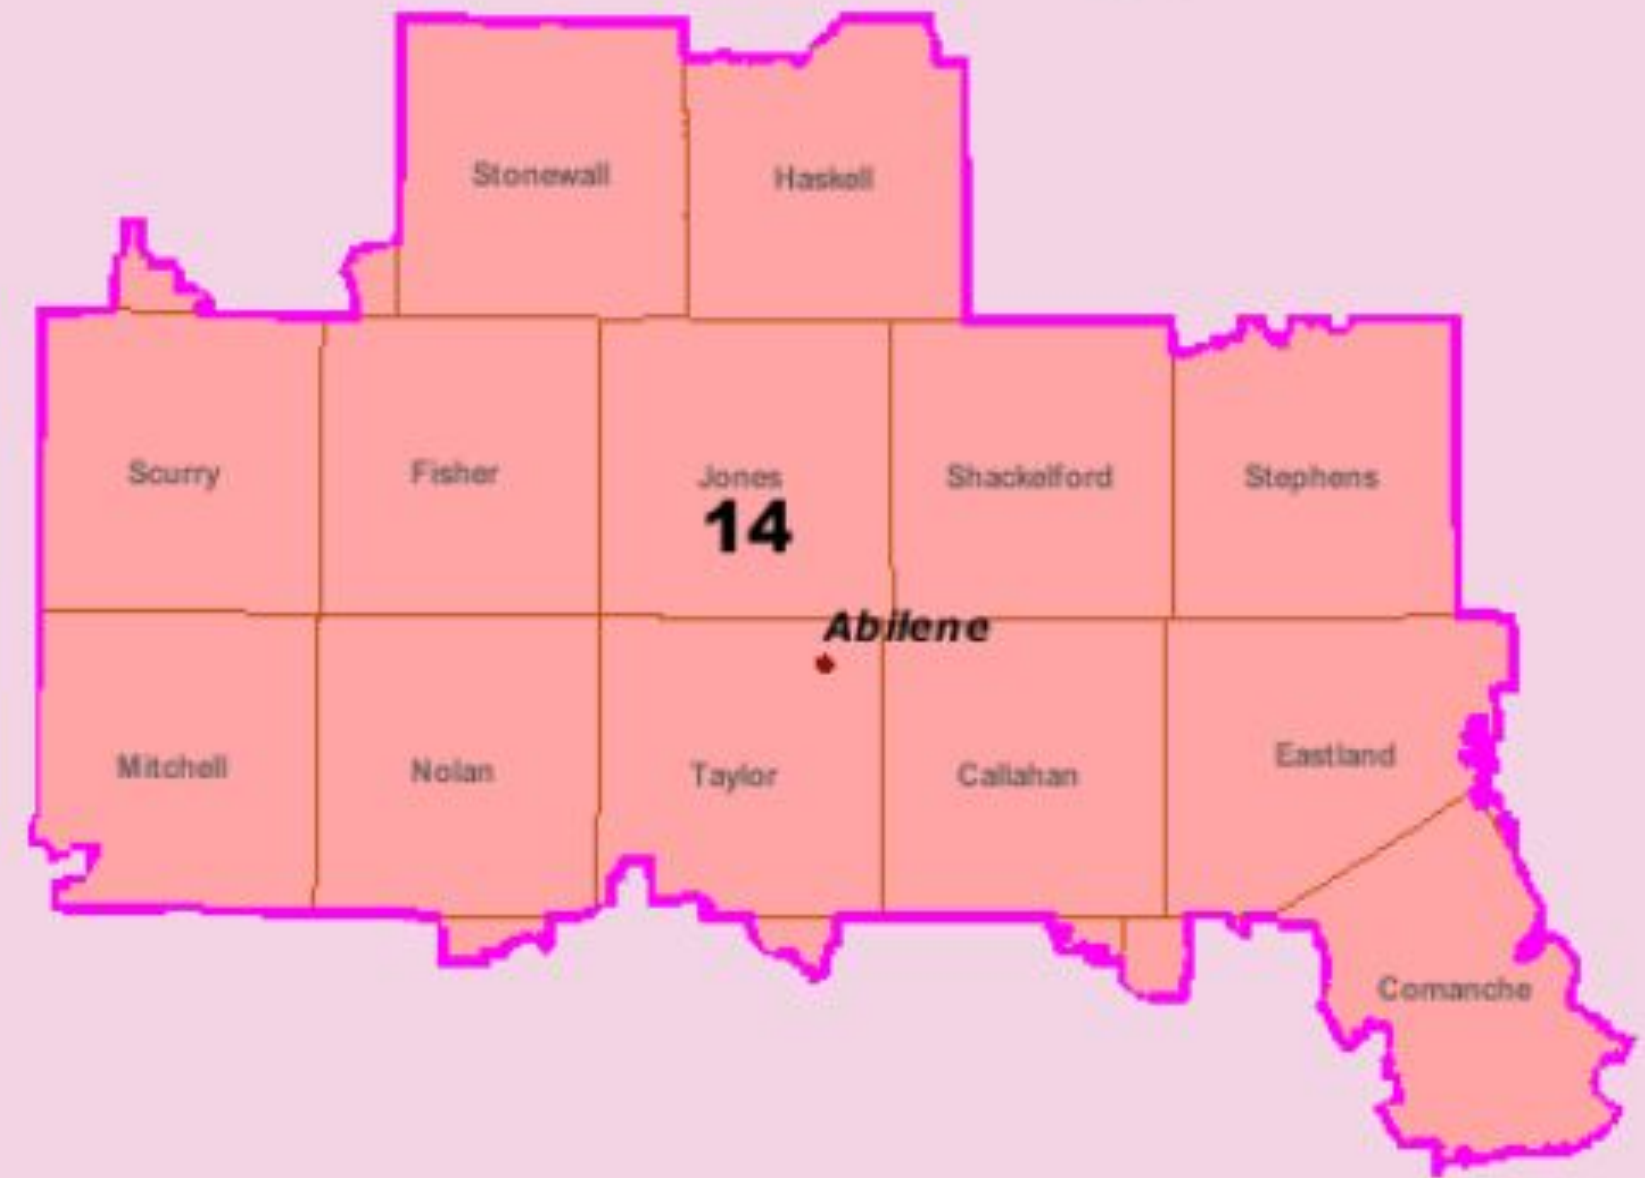 Stonewall
Haskell
Scurry
Fisher
Jones
Shackelford
Stephens
14
Abilene
Mitchell
Nolan
Taylor
Callahan
Eastland
Comanche